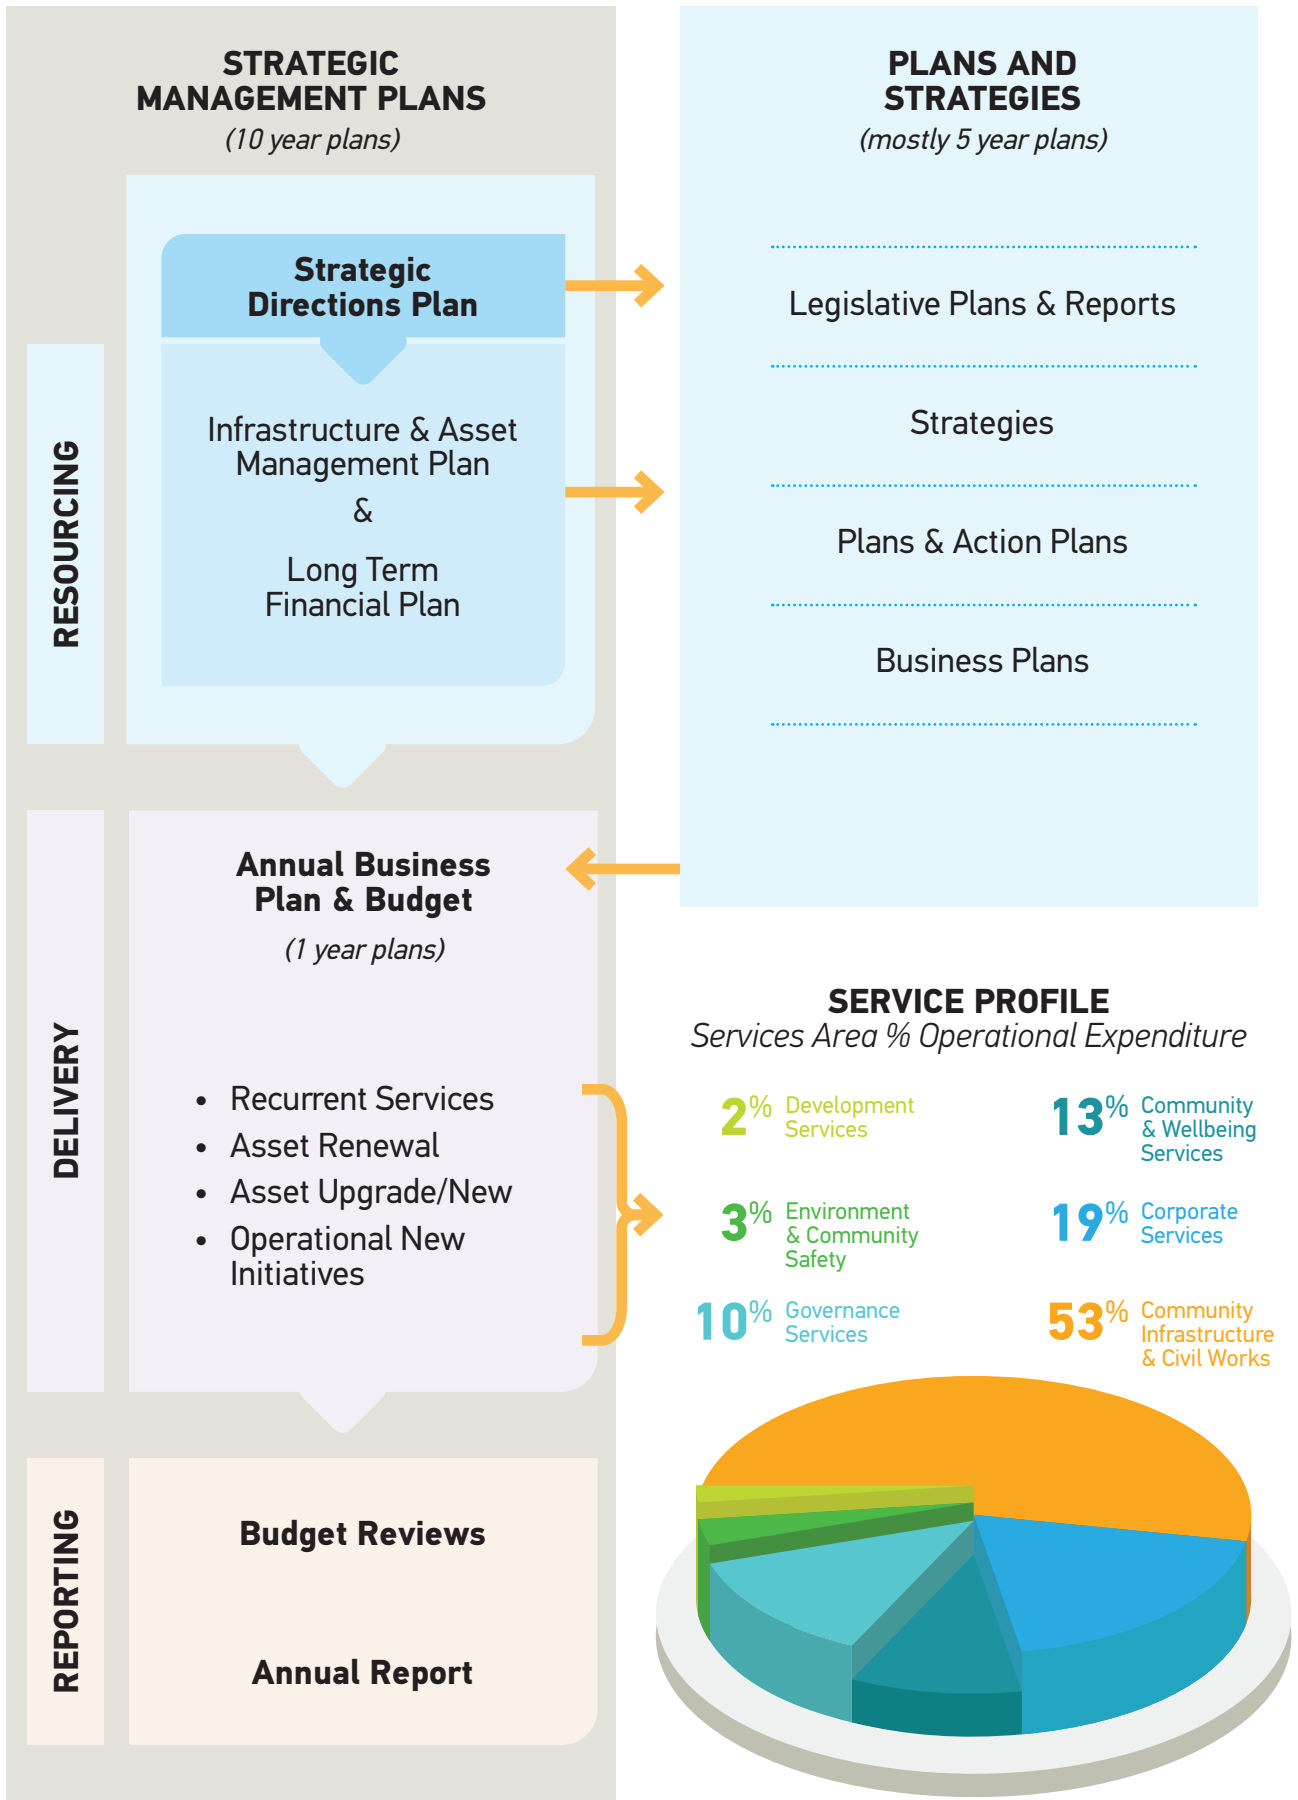 STRATEGIC
MANAGEMENT PLANS
(10 year plans)
Strategic
Directions Plan
RESOURCING
Infrastructure & Asset
Management Plan
&
Long Term
Financial Plan
PLANS AND
STRATEGIES
(mostly 5 year plans)
Legislative Plans & Reports
Strategies
Plans & Action Plans
Business Plans
DELIVERY
Annual Business
Plan & Budget
(1 year plans)
• Recurrent Services
• Asset Renewal
• Asset Upgrade/New
• Operational New
Initiatives
SERVICE PROFILE
Services Area % Operational Expenditure
2% Development
Services
3% Environment
& Community
Safety
10% Governance
Services
13% Community
& Wellbeing
Services
19% Corporate
Services
53% Community
Infrastructure
& Civil Works
REPORTING
Budget Reviews
Annual Report